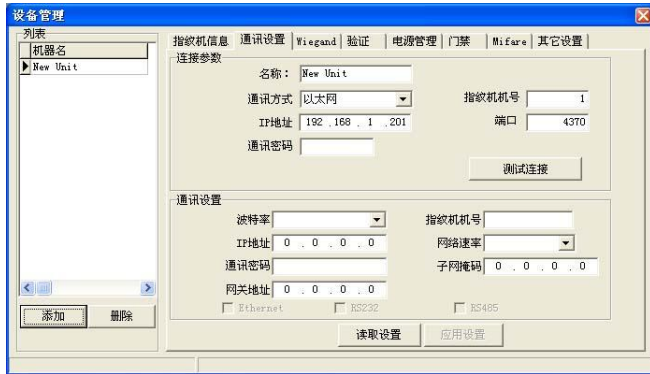 设备管理
列表
机器名
New Unit
添加 删除
指纹机信息 通讯设置 Wiegand 验证 电源管理 门禁 Mifare 其它设置
连接参数
名称： New Unit
通讯方式 以太网 指纹机机号 1
IP地址 192 .168 . 1 .201 端口 4370
通讯密码
测试连接
通讯设置
波特率 指纹机机号
IP地址 0 . 0 . 0 . 0 网络速率
通讯密码 子网掩码 0 . 0 . 0 . 0
网关地址 0 . 0 . 0 . 0
Ethernet RS232 RS485
读取设置 应用设置